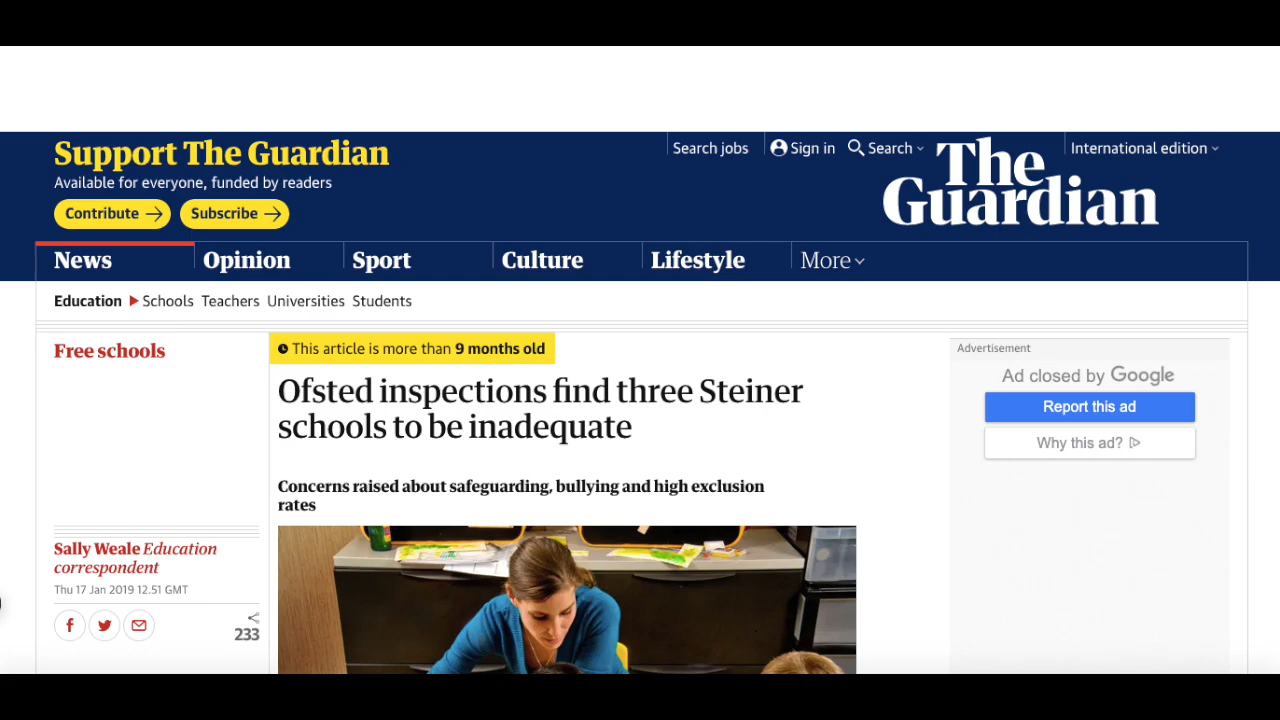 Support The Guardian
Available for everyone, funded by readers
Contribute
Subscribe
Search jobs
Sign in
Search
The
Guardian
International edition
News
Opinion
Sport
Culture
Lifestyle
More
Education
Schools
Teachers
Universities
Students
Free schools
This article is more than 9 months old
Ofsted inspections find three Steiner
schools to be inadequate
Concerns raised about safeguarding, bullying and high exclusion
rates
Sally Weale Education
correspondent
Thu 17 Jan 2019 12.51 GMT
233
Advertisement
Ad closed by Google
Report this ad
Why this ad?